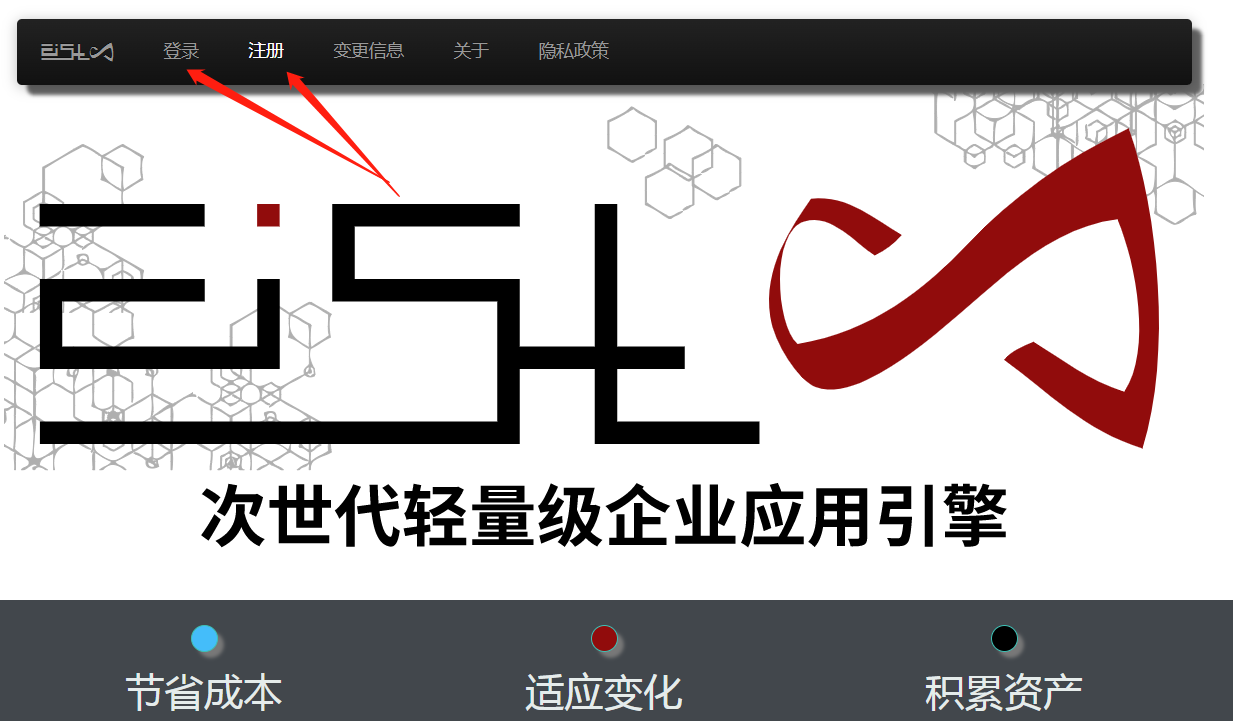 登录 注册 变更信息 关于 隐私政策
次世代轻量级企业应用引擎
节省成本 适应变化 积累资产